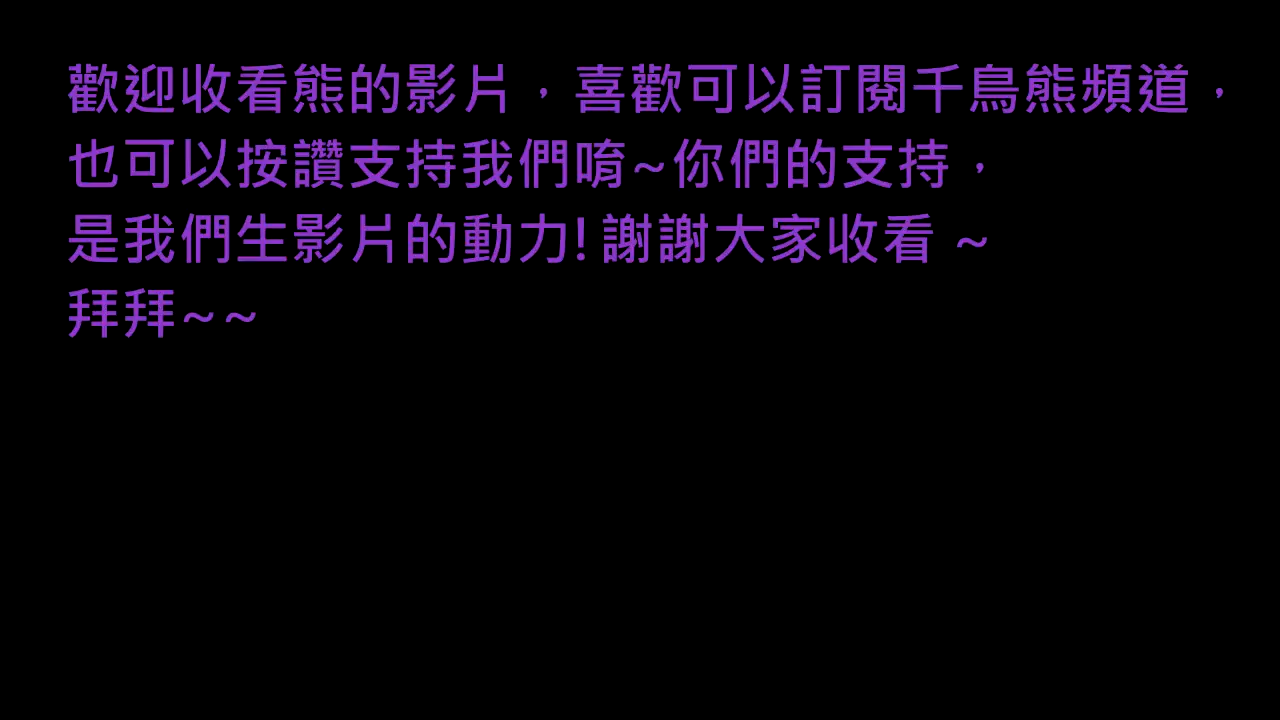 歡迎收看熊的影片，喜歡可以訂閱千鳥熊頻道，
也可以按讚支持我們唷~你們的支持，
是我們生影片的動力! 謝謝大家收看 ~
拜拜~~